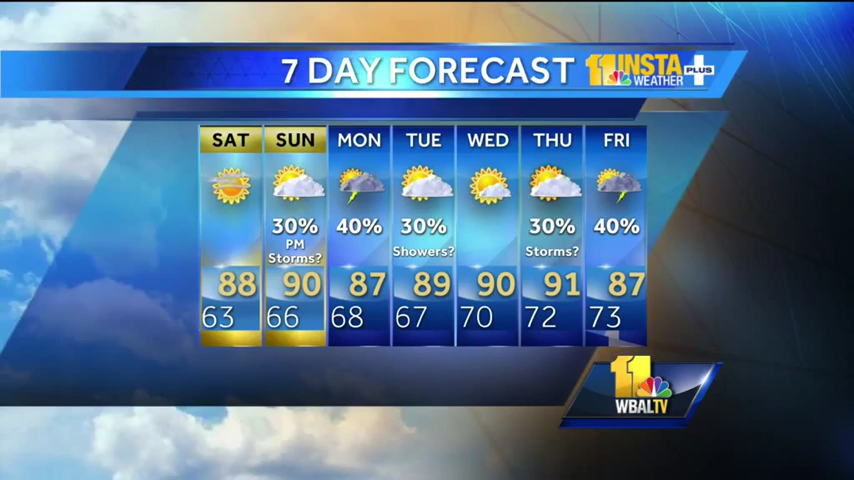 7 DAY FORECAST
11 INSTA
WEATHER PLUS
SAT SUN MON TUE WED THU FRI
30% 40% 30% 30% 40%
PM
Storms? Showers? Storms?
88 90 87 89 90 91 87
63 66 68 67 70 72 73
11
WBALTV